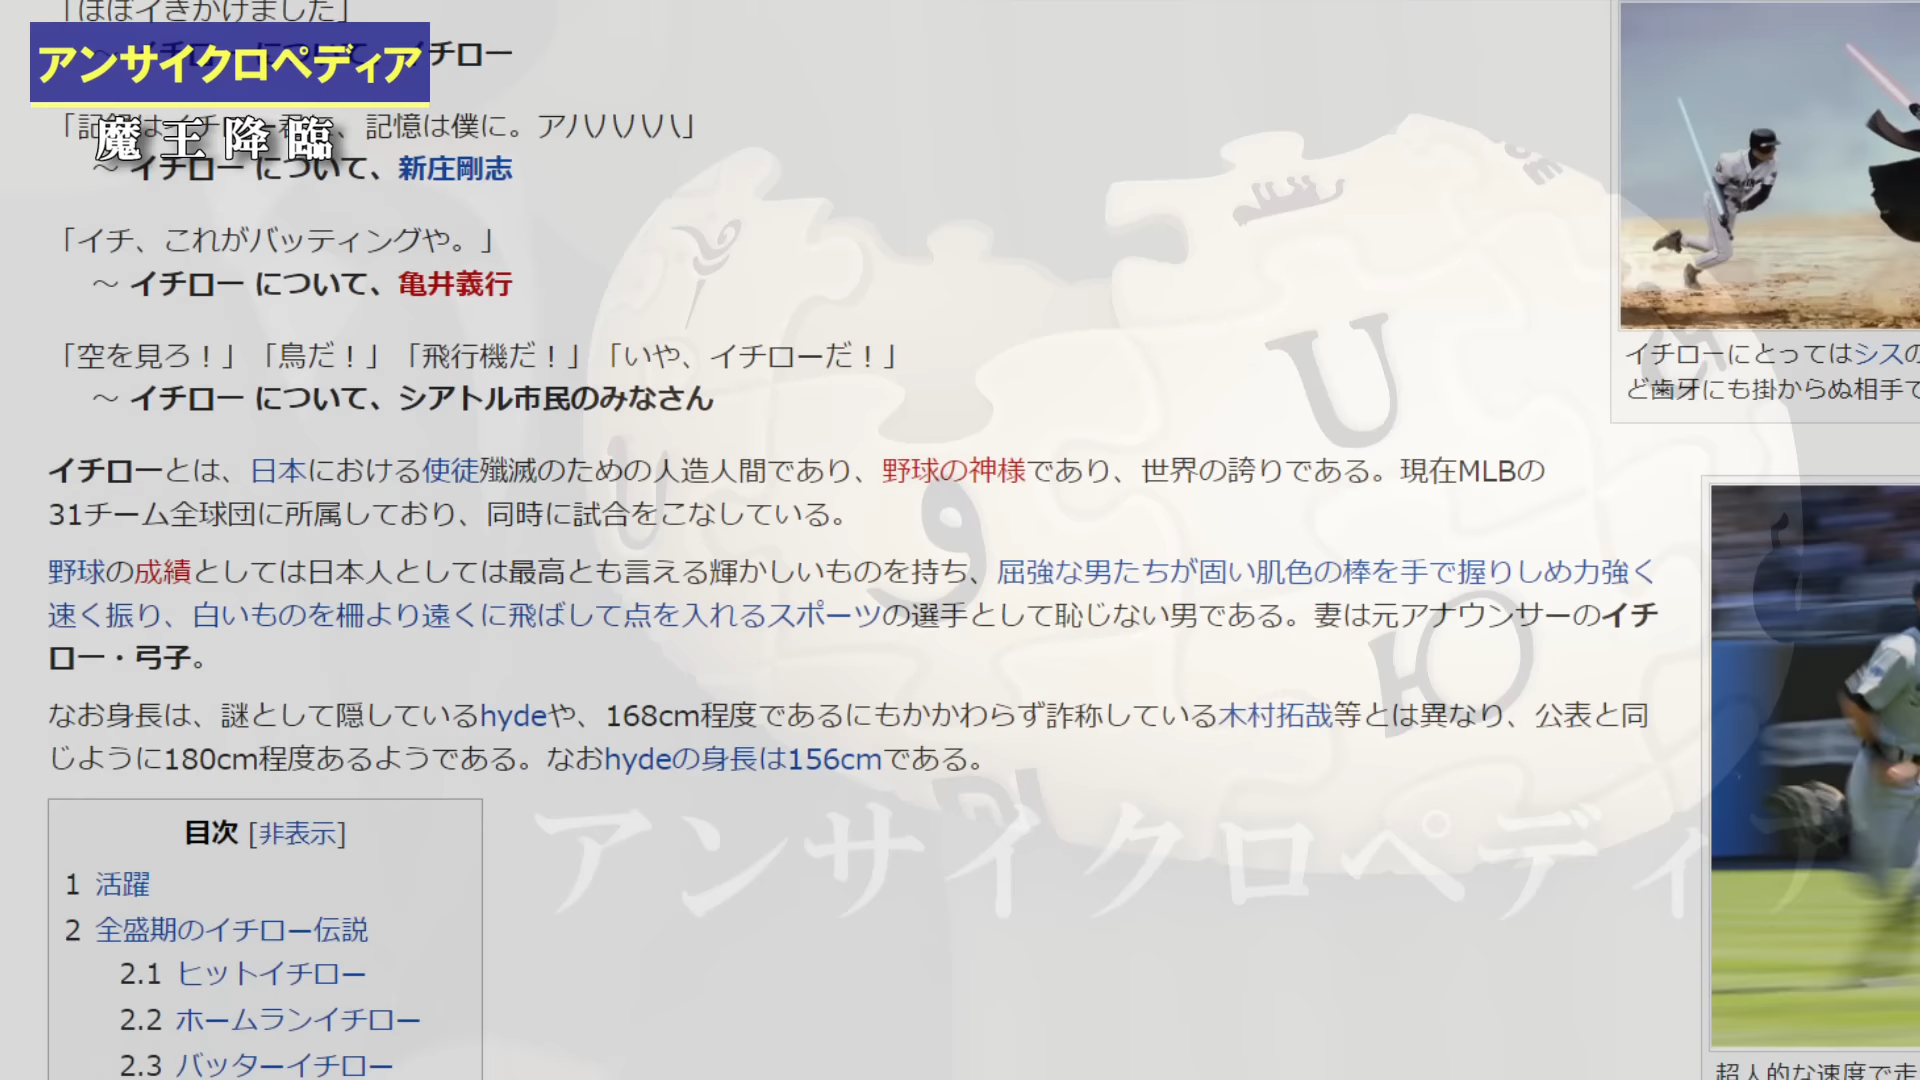 「ほぼイきかけました」
アンサイクロペディア
チロー
魔王降臨
、記憶は僕に。アハハハハ」
～ イチロー について、新庄剛志
「イチ、これがバッティングや。」
～ イチロー について、亀井義行
「空を見ろ！」「鳥だ！」「飛行機だ！」「いや、イチローだ！」
～ イチロー について、シアトル市民のみなさん
イチローにとってはシスの
ど歯牙にも掛からぬ相手で
イチローとは、日本における使徒殲滅のための人造人間であり、野球の神様であり、世界の誇りである。現在MLBの
31チーム全球団に所属しており、同時に試合をこなしている。
野球の成績としては日本人としては最高とも言える輝かしいものを持ち、屈強な男たちが固い肌色の棒を手で握りしめ力強く
速く振り、白いものを柵より遠くに飛ばして点を入れるスポーツの選手として恥じない男である。妻は元アナウンサーのイチ
ロー・弓子。
なお身長は、謎として隠しているhydeや、168cm程度であるにもかかわらず詐称している木村拓哉等とは異なり、公表と同
じように180cm程度あるようである。なおhydeの身長は156cmである。
目次 [非表示]
1 活躍
2 全盛期のイチロー伝説
2.1 ヒットイチロー
2.2 ホームランイチロー
2.3 バッターイチロー
アンサイクロペディア
超人的な速度で走